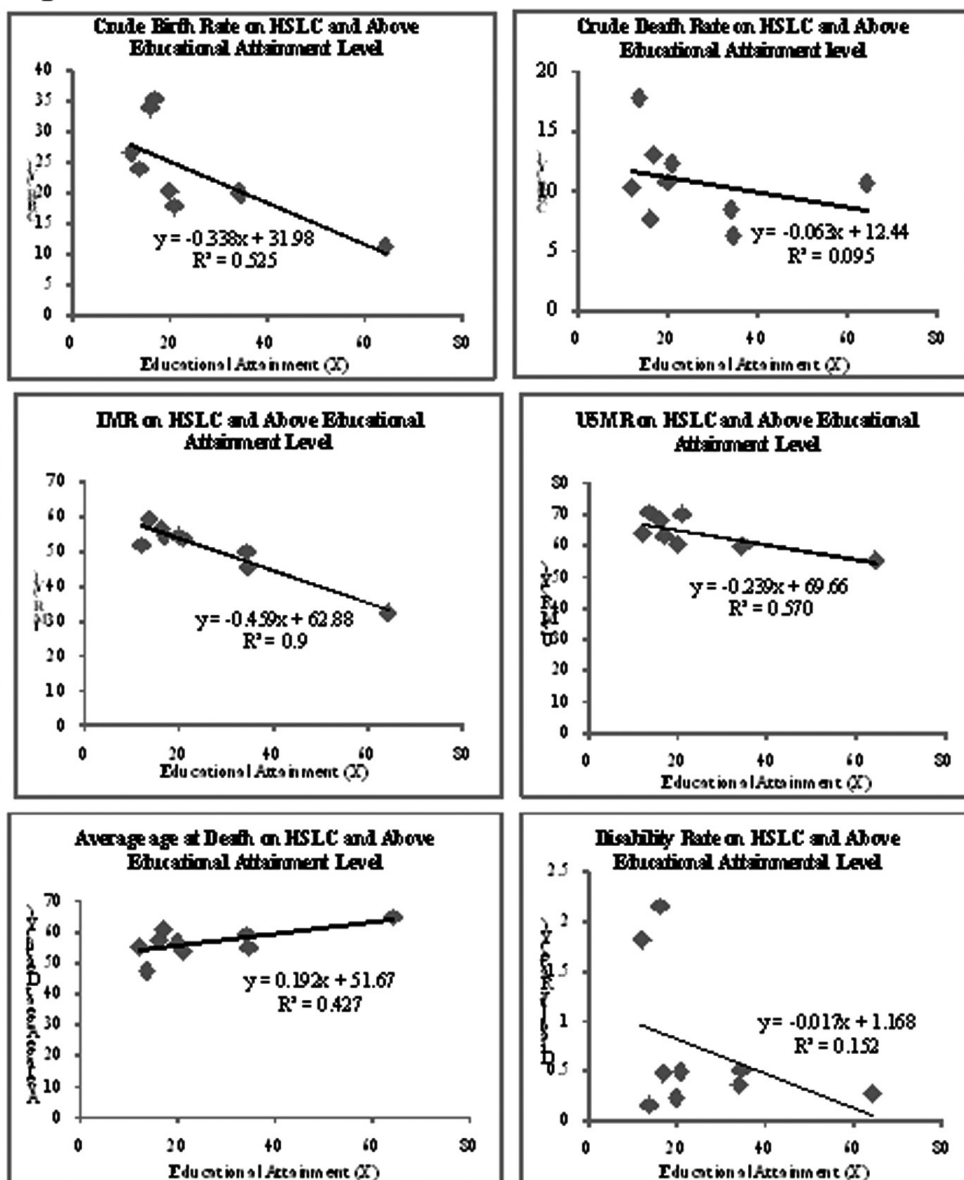 Crude Birth Rate on HSLC and Above
Educational Attainment Level
40
35
30
25
20
15
10
5
0
y = -0.338x + 31.98
R² = 0.525
0
20
40
60
80
Educational Attainment (X)
Crude Death Rate on HSLC and Above
Educational Attainment level
20
15
10
5
0
y = -0.063x + 12.44
R² = 0.095
0
20
40
60
80
Educational Attainment (X)
IMR on HSLC and Above Educational
Attainment Level
70
60
50
40
30
20
10
0
y = -0.459x + 62.88
R² = 0.9
0
20
40
60
80
Educational Attainment (X)
U5MR on HSLC and Above Educational
Attainment Level
80
70
60
50
40
30
20
10
0
y = -0.239x + 69.66
R² = 0.570
0
20
40
60
80
Educational Attainment (X)
Average age at Death on HSLC and Above
Educational Attainment Level
70
60
50
40
30
20
10
0
y = 0.192x + 51.67
R² = 0.427
0
20
40
60
80
Educational Attainment (X)
Disability Rate on HSLC and Above
Educational Attainmental Level
2.5
2
1.5
1
0.5
0
y = -0.017x + 1.168
R² = 0.152
0
20
40
60
80
Educational Attainment (X)